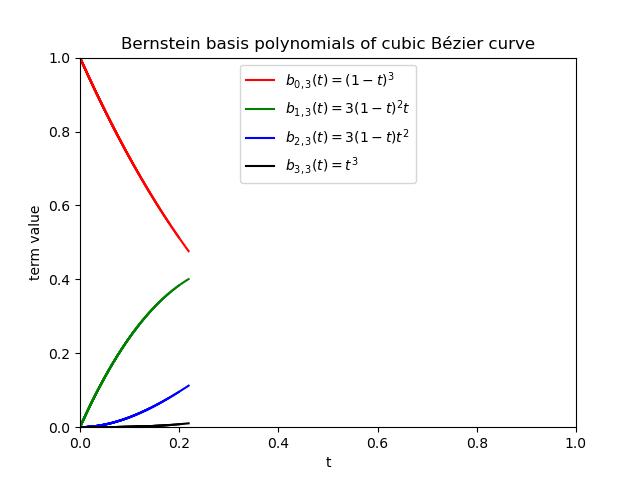 Bernstein basis polynomials of cubic Bézier curve
1.0
0.8
0.6
0.4
0.2
0.0
term value
b₀,₃(t) = (1 − t)³
b₁,₃(t) = 3(1 − t)²t
b₂,₃(t) = 3(1 − t)t²
b₃,₃(t) = t³
0.0 0.2 0.4 0.6 0.8 1.0
t